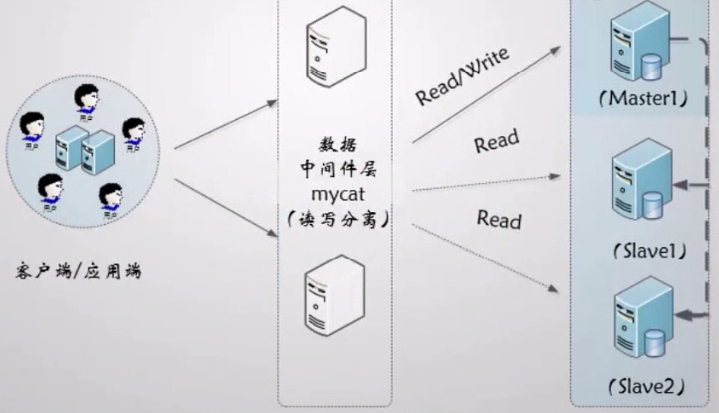 用户
用户
用户
用户
用户
客户端/应用端
数据
中间件层
mycat
(读写分离)
Read/Write
Read
Read
(Master1)
(Slave1)
(Slave2)